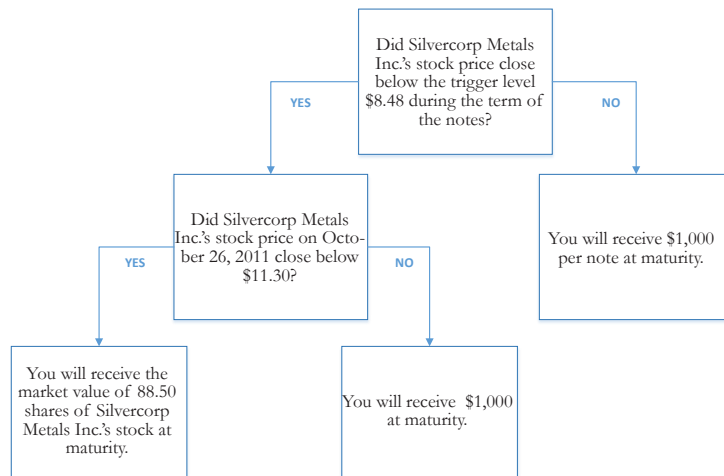 Did Silvercorp Metals
Inc.'s stock price close
below the trigger level
$8.48 during the term of
the notes?
YES
NO
Did Silvercorp Metals
Inc.'s stock price on Octo-
ber 26, 2011 close below
$11.30?
You will receive $1,000
per note at maturity.
YES
NO
You will receive the
market value of 88.50
shares of Silvercorp
Metals Inc.'s stock at
maturity.
You will receive $1,000
at maturity.